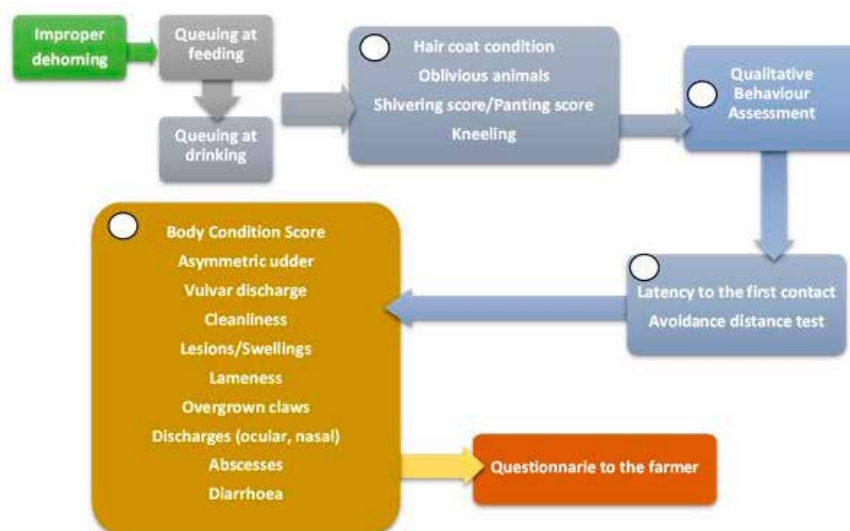 Improper
dehorning
Queuing at
feeding
Queuing at
drinking
Hair coat condition
Oblivious animals
Shivering score/Panting score
Kneeling
Qualitative
Behaviour
Assessment
Latency to the first contact
Avoidance distance test
Body Condition Score
Asymmetric udder
Vulvar discharge
Cleanliness
Lesions/Swellings
Lameness
Overgrown claws
Discharges (ocular, nasal)
Abscesses
Diarrhoea
Questionnarie to the farmer